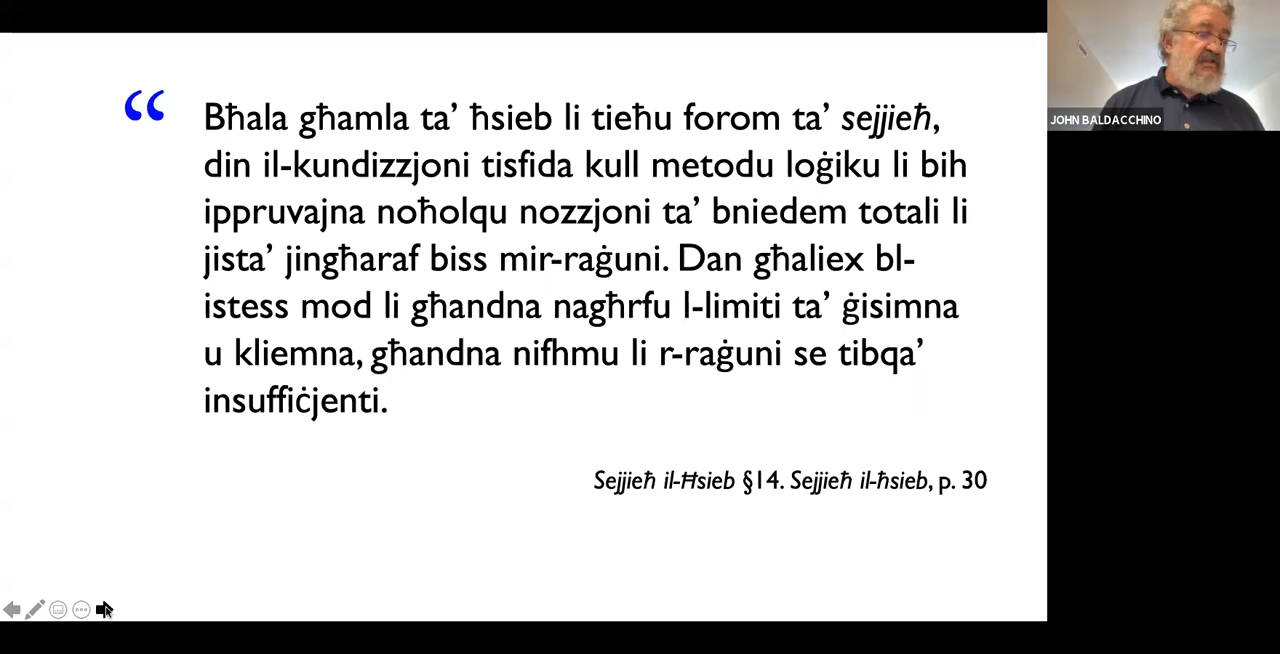 “
Bħala għamla ta’ ħsieb li tieħu forom ta’ sejjieħ,
din il-kundizzjoni tisfida kull metodu loġiku li bih
ippruvajna noħolqu nozzjoni ta’ bniedem totali li
jista’ jingħaraf biss mir-raġuni. Dan għaliex bl-
istess mod li għandna nagħrfu l-limiti ta’ ġisimna
u kliemna, għandna nifhmu li r-raġuni se tibqa’
insuffiċjenti.
Sejjieħ il-Ħsieb §14. Sejjieħ il-ħsieb, p. 30
JOHN BALDACCHINO